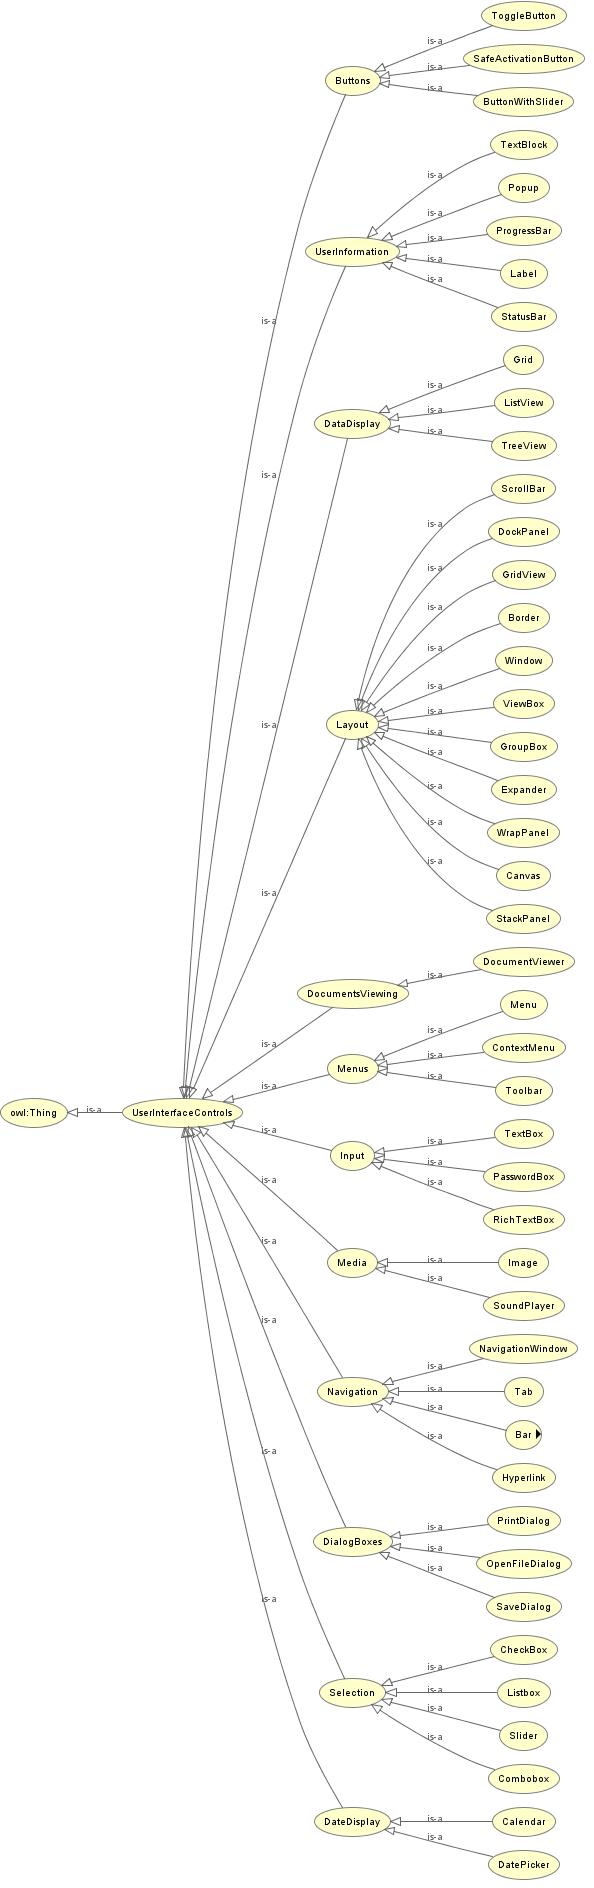 ToggleButton
is-a
SafeActivationButton
is-a
Buttons
is-a
ButtonWithSlider
TextBlock
is-a
Popup
is-a
ProgressBar
is-a
UserInformation
is-a
Label
is-a
StatusBar
is-a
Grid
is-a
ListView
is-a
DataDisplay
is-a
TreeView
is-a
ScrollBar
is-a
DockPanel
is-a
GridView
is-a
Border
is-a
Window
is-a
ViewBox
is-a
Layout
is-a
GroupBox
is-a
Expander
is-a
WrapPanel
is-a
Canvas
is-a
is-a
StackPanel
DocumentViewer
is-a
DocumentsViewing
Menu
is-a
is-a
ContextMenu
is-a
Menus
is-a
is-a
Toolbar
owl:Thing
is-a
UserInterfaceControls
is-a
TextBox
is-a
Input
is-a
PasswordBox
is-a
is-a
RichTextBox
is-a
Image
Media
is-a
SoundPlayer
is-a
NavigationWindow
is-a
is-a
Navigation
is-a
Tab
is-a
Bar
is-a
Hyperlink
is-a
PrintDialog
is-a
DialogBoxes
is-a
OpenFileDialog
is-a
SaveDialog
is-a
CheckBox
is-a
Selection
is-a
Listbox
is-a
Slider
is-a
Combobox
is-a
Calendar
DateDisplay
is-a
DatePicker